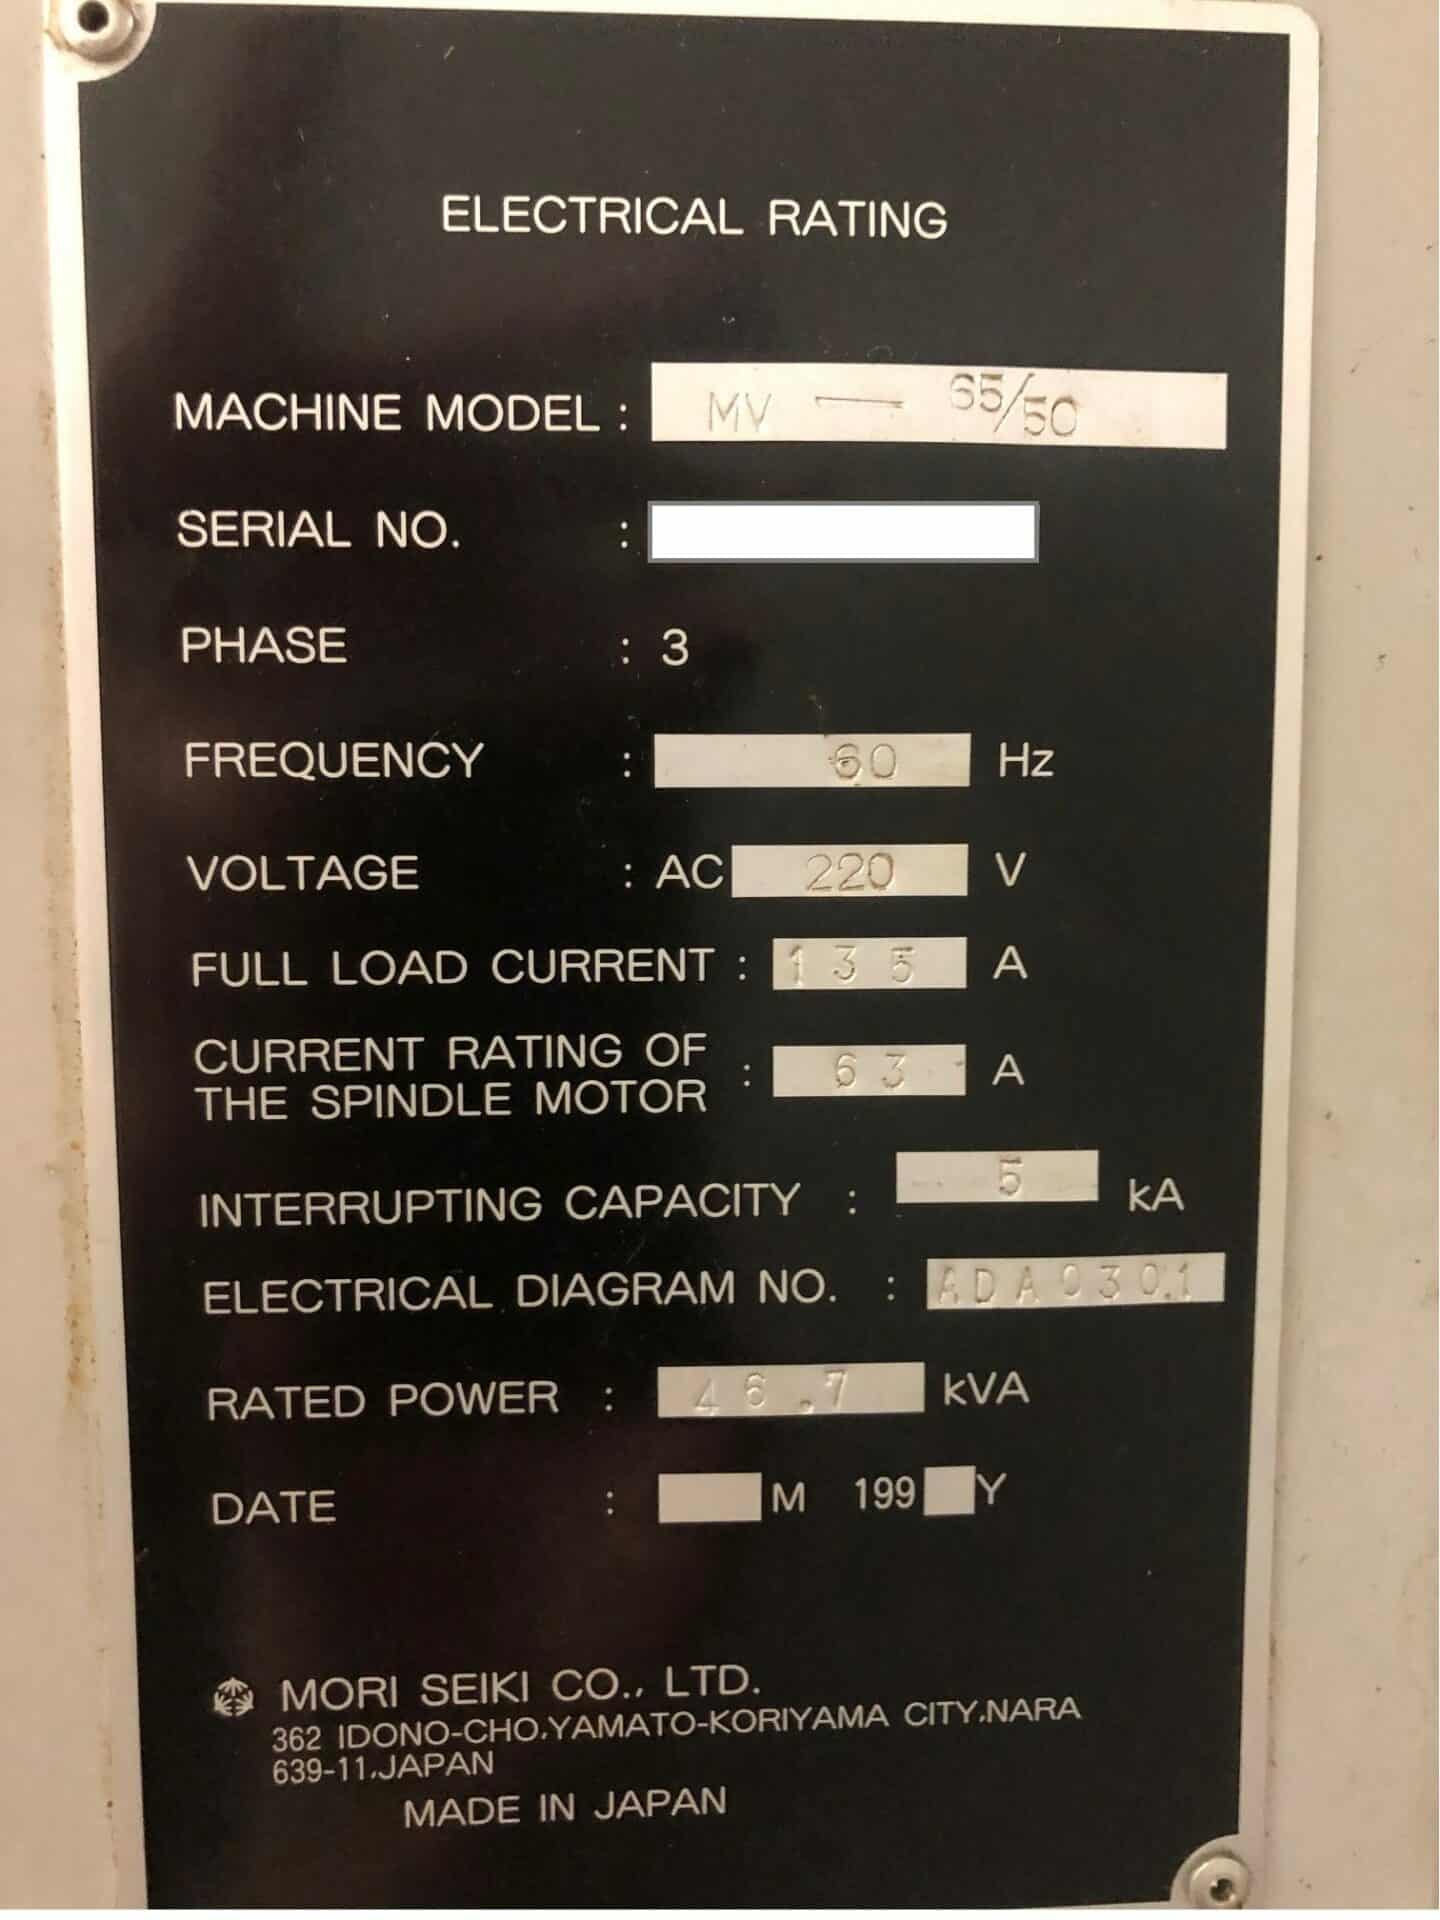 ELECTRICAL RATING
MACHINE MODEL : MV — 65/50
SERIAL NO. :
PHASE : 3
FREQUENCY : 60 Hz
VOLTAGE : AC 220 V
FULL LOAD CURRENT : 135 A
CURRENT RATING OF
THE SPINDLE MOTOR : 63 A
INTERRUPTING CAPACITY : 5 kA
ELECTRICAL DIAGRAM NO. : ADA0301
RATED POWER : 46.7 kVA
DATE : M 199 Y
MORI SEIKI CO., LTD.
362 IDONO-CHO,YAMATO-KORIYAMA CITY,NARA
639-11,JAPAN
MADE IN JAPAN